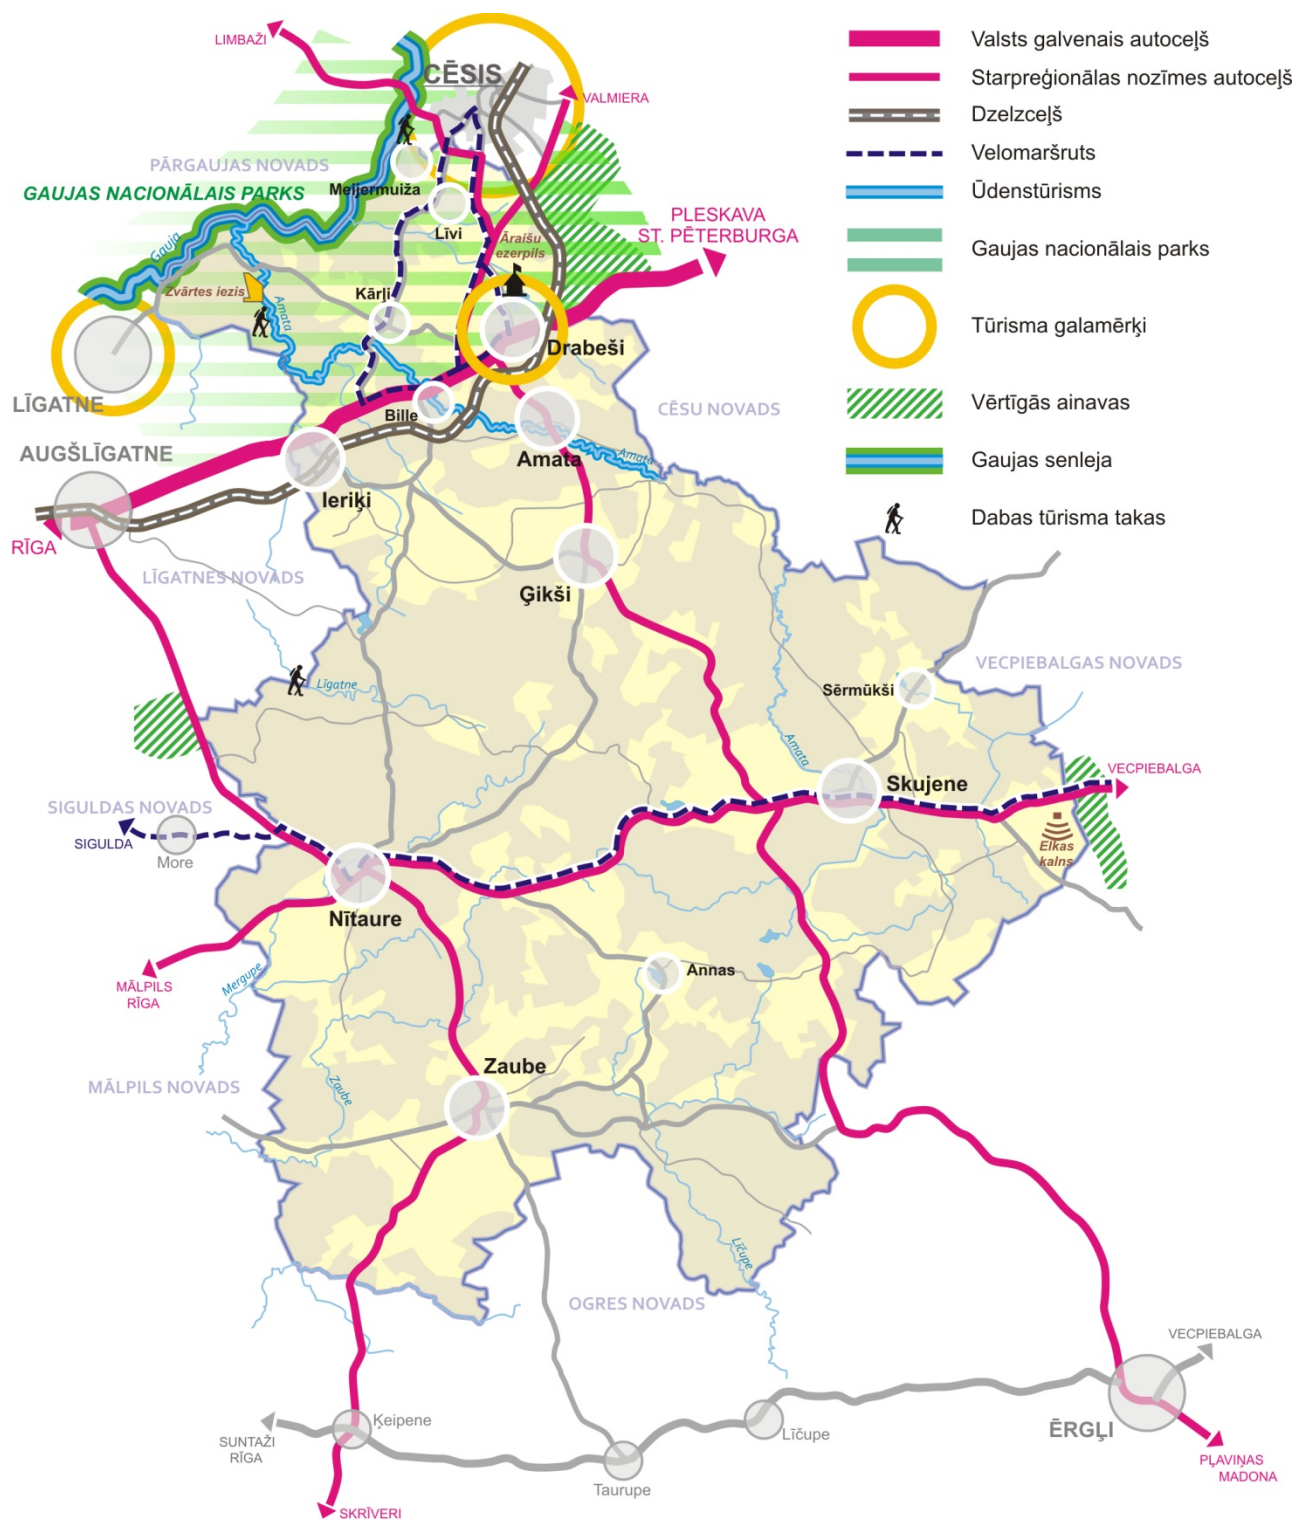 LIMBAŽI
CĒSIS
VALMIERA
PĀRGAUJAS NOVADS
GAUJAS NACIONĀLAIS PARKS
Meijermuiža
Līvi
PLESKAVA
ST. PĒTERBURGA
Āraišu
ezerpils
Gauja
Zvārtes iezis
Amata
Kārļi
Drabeši
LĪGATNE
Bille
CĒSU NOVADS
AUGŠLĪGATNE
Amata
Amata
Ieriķi
RĪGA
LĪGATNES NOVADS
Ģikši
VECPIEBALGAS NOVADS
Sērmūkši
Līgatne
Amata
Skujene
VECPIEBALGA
SIGULDAS NOVADS
SIGULDA
More
Elkas
kalns
Nītaure
Annas
Mergupe
MĀLPILS
RĪGA
Zaube
MĀLPILS NOVADS
Zaube
Līčupe
OGRES NOVADS
VECPIEBALGA
Ķeipene
SUNTAŽI
RĪGA
Līčupe
ĒRGĻI
Taurupe
PĻAVIŅAS
MADONA
SKRĪVERI
Valsts galvenais autoceļš
Starpreģionālas nozīmes autoceļš
Dzelzceļš
Velomaršruts
Ūdenstūrisms
Gaujas nacionālais parks
Tūrisma galamērķi
Vērtīgās ainavas
Gaujas senleja
Dabas tūrisma takas